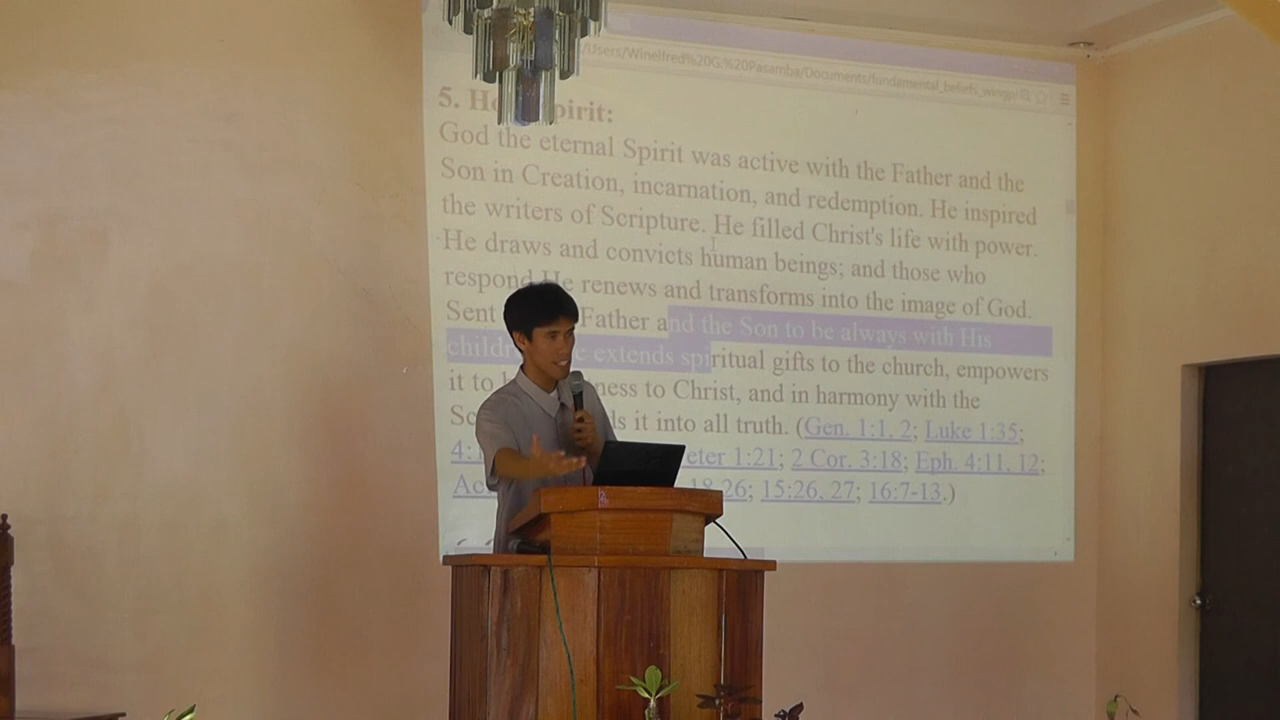 /Users/Winelfred%20G.%20Pasamba/Documents/fundamental_beliefs_wingp
5. Spirit:
God the eternal Spirit was active with the Father and the
Son in Creation, incarnation, and redemption. He inspired
the writers of Scripture. He filled Christ's life with power.
He draws and convicts human beings; and those who
respond He renews and transforms into the image of God.
Sent Father and the Son to be always with His
extends spiritual gifts to the church, empowers
it to to Christ, and in harmony with the
it into all truth. (Gen. 1:1, 2; Luke 1:35;
1:21; 2 Cor. 3:18; Eph. 4:11, 12;
26; 15:26, 27; 16:7-13.)